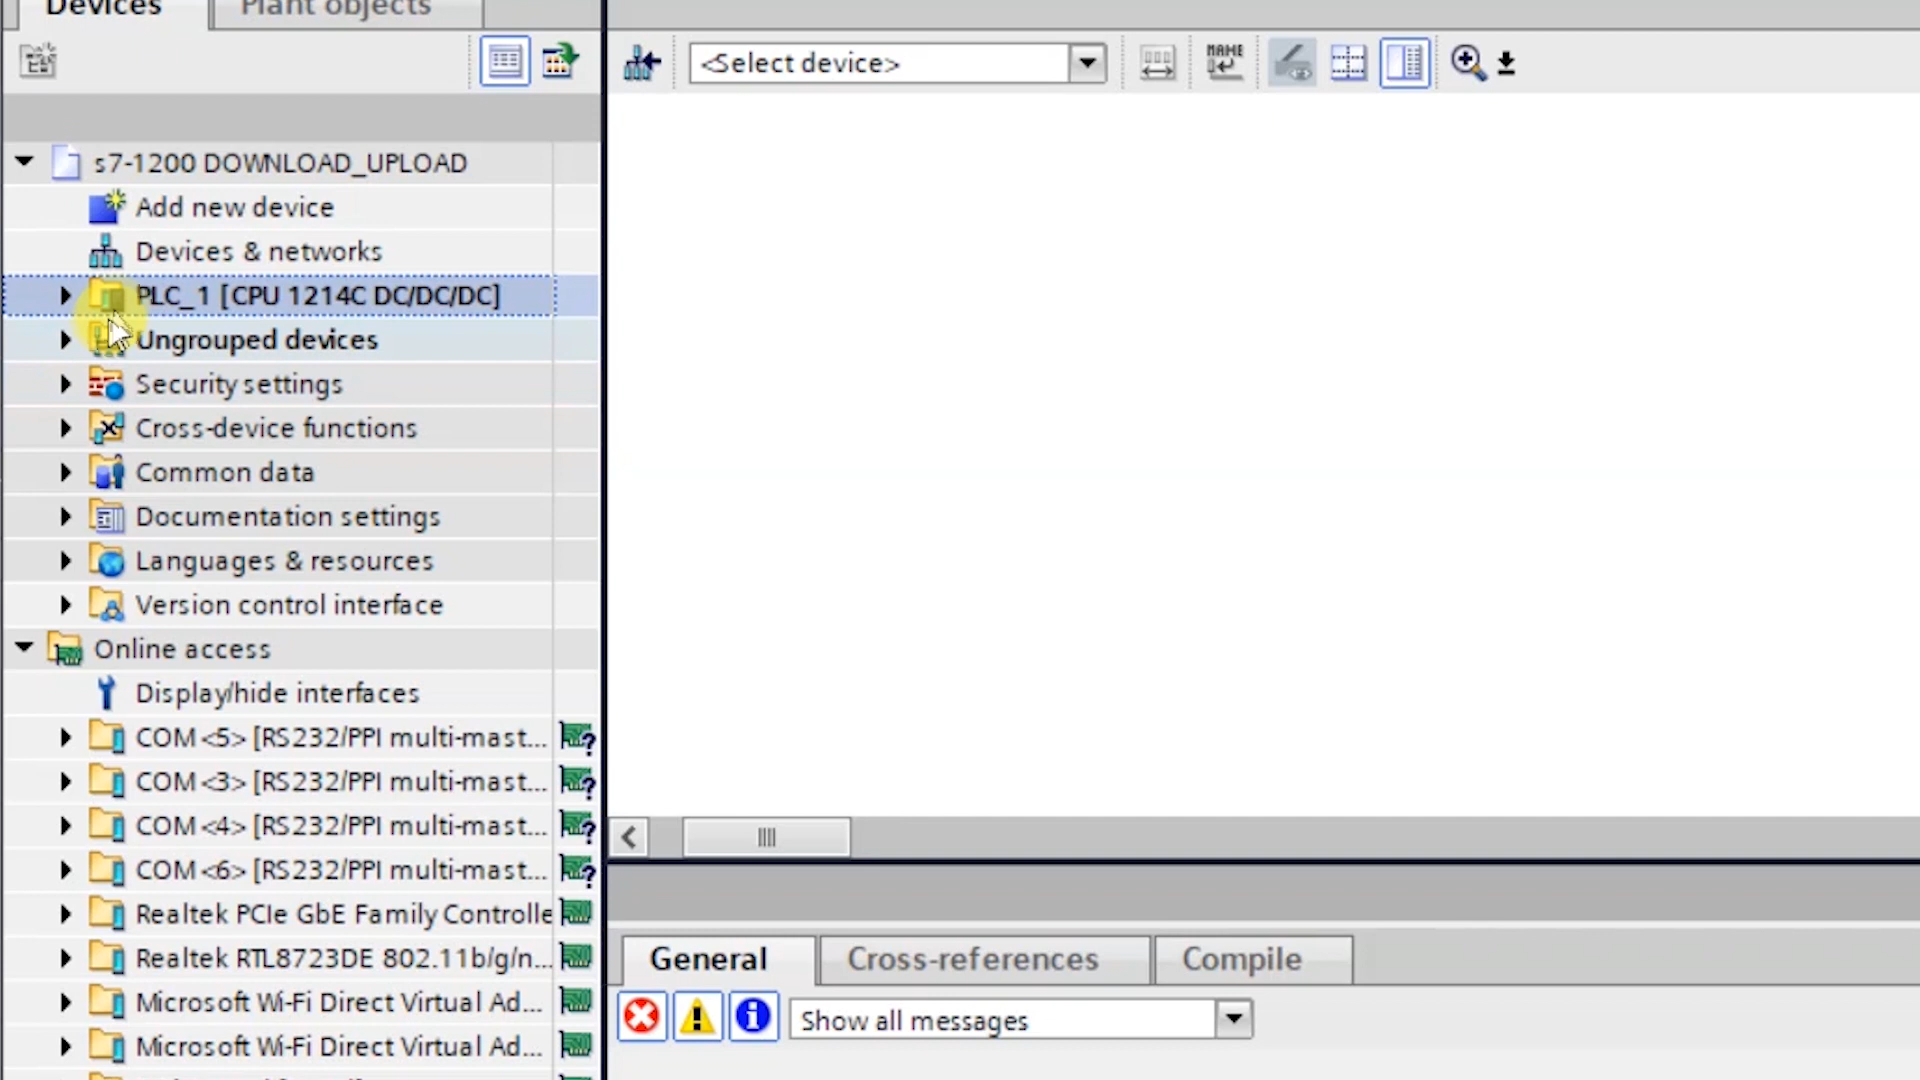 Devices
Plant objects
<Select device>
NAME
s7-1200 DOWNLOAD_UPLOAD
Add new device
Devices & networks
PLC_1 [CPU 1214C DC/DC/DC]
Ungrouped devices
Security settings
Cross-device functions
Common data
Documentation settings
Languages & resources
Version control interface
Online access
Display/hide interfaces
COM <5> [RS232/PPI multi-mast...
COM <3> [RS232/PPI multi-mast...
COM <4> [RS232/PPI multi-mast...
COM <6> [RS232/PPI multi-mast...
Realtek PCIe GbE Family Controlle
Realtek RTL8723DE 802.11b/g/n...
Microsoft Wi-Fi Direct Virtual Ad...
Microsoft Wi-Fi Direct Virtual Ad...
General
Cross-references
Compile
Show all messages